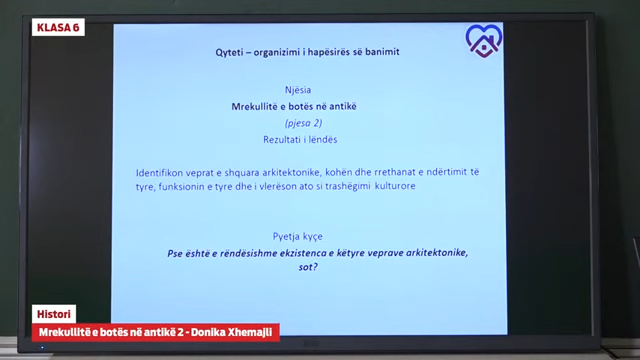 KLASA 6
Qyteti – organizimi i hapësirës së banimit
Njësia
Mrekullitë e botës në antikë
(pjesa 2)
Rezultati i lëndës
Identifikon veprat e shquara arkitektonike, kohën dhe rrethanat e ndërtimit të
tyre, funksionin e tyre dhe i vlerëson ato si trashëgimi kulturore
Pyetja kyçe
Pse është e rëndësishme ekzistenca e këtyre veprave arkitektonike,
sot?
Histori
Mrekullitë e botës në antikë 2 - Donika Xhemajli